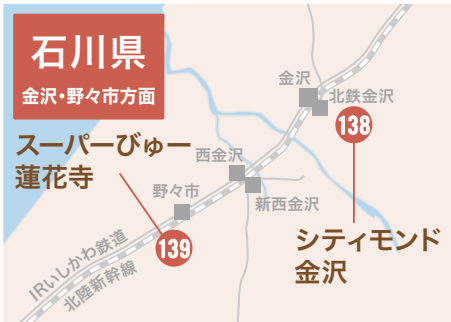 石川県
金沢・野々市方面
スーパーびゅー
蓮花寺
金沢
北鉄金沢
138
西金沢
野々市
新西金沢
139
シティモンド
金沢
IRいしかわ鉄道
北陸新幹線